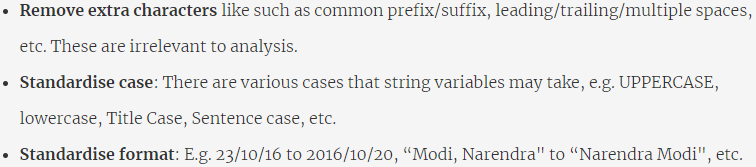 • Remove extra characters like such as common prefix/suffix, leading/trailing/multiple spaces,
etc. These are irrelevant to analysis.
• Standardise case: There are various cases that string variables may take, e.g. UPPERCASE,
lowercase, Title Case, Sentence case, etc.
• Standardise format: E.g. 23/10/16 to 2016/10/20, “Modi, Narendra" to “Narendra Modi", etc.